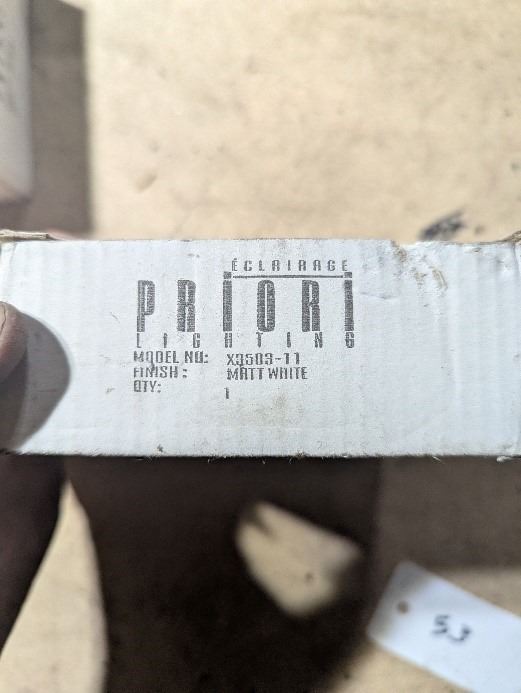 ÉCLAIRAGE
PRIORI
LIGHTING
MODEL NO: X3503-11
FINISH: MATT WHITE
QTY: 1
53